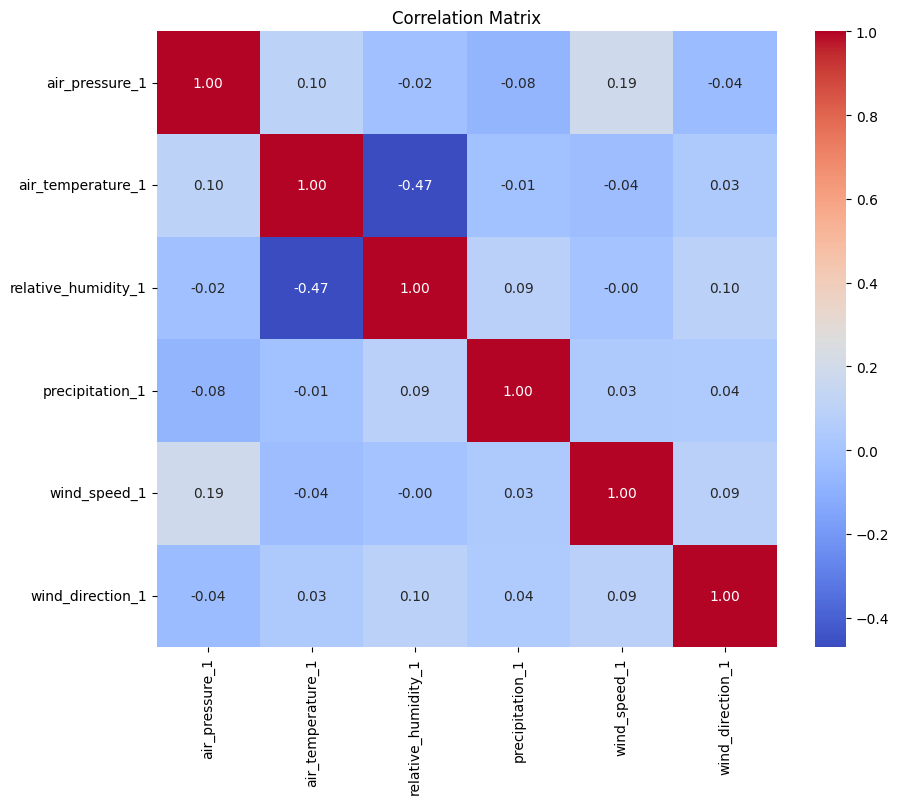 Correlation Matrix
air_pressure_1 1.00 0.10 -0.02 -0.08 0.19 -0.04
air_temperature_1 0.10 1.00 -0.47 -0.01 -0.04 0.03
relative_humidity_1 -0.02 -0.47 1.00 0.09 -0.00 0.10
precipitation_1 -0.08 -0.01 0.09 1.00 0.03 0.04
wind_speed_1 0.19 -0.04 -0.00 0.03 1.00 0.09
wind_direction_1 -0.04 0.03 0.10 0.04 0.09 1.00
air_pressure_1
air_temperature_1
relative_humidity_1
precipitation_1
wind_speed_1
wind_direction_1
1.0
0.8
0.6
0.4
0.2
0.0
−0.2
−0.4